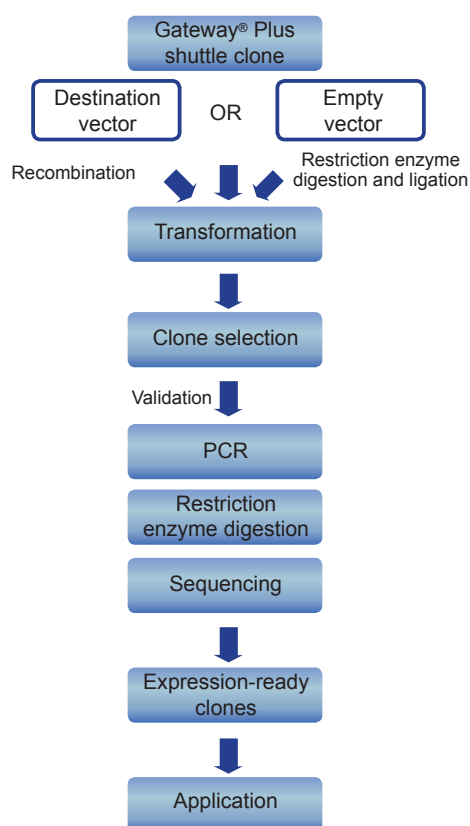 Gateway® Plus
shuttle clone
Destination
vector
OR
Empty
vector
Recombination
Restriction enzyme
digestion and ligation
Transformation
Clone selection
Validation
PCR
Restriction
enzyme digestion
Sequencing
Expression-ready
clones
Application